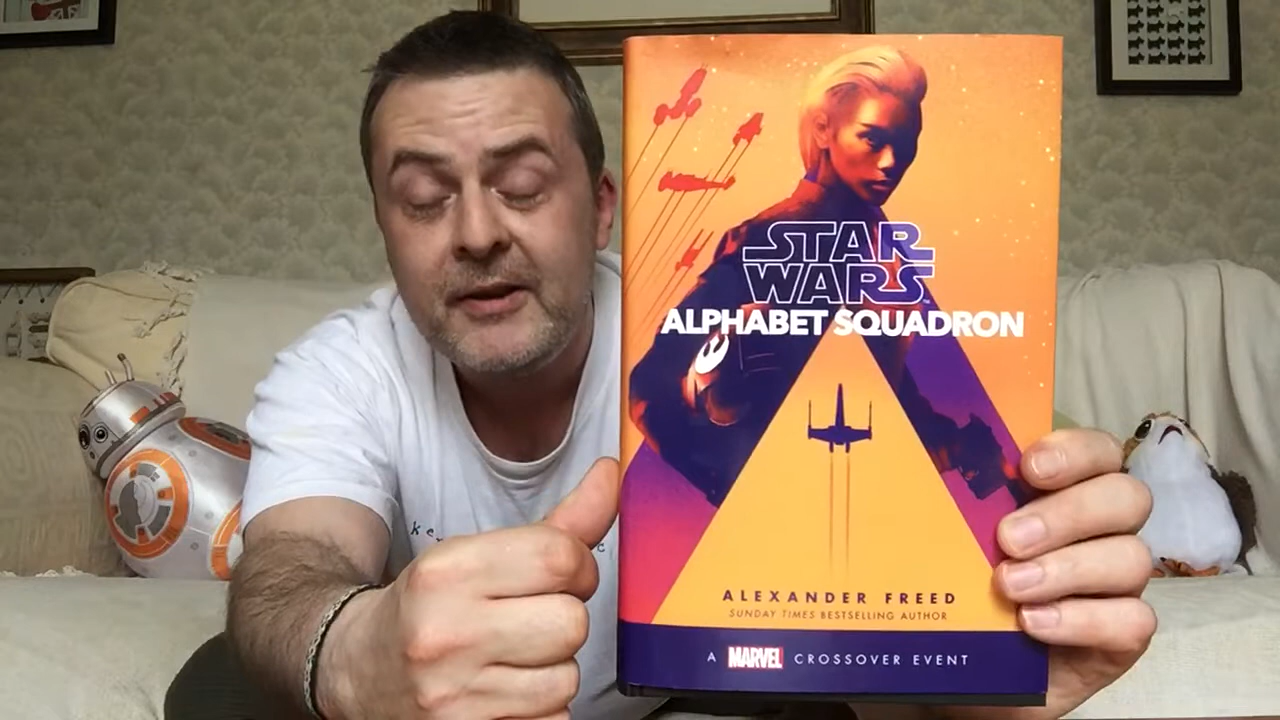 STAR
WARS
ALPHABET SQUADRON
ALEXANDER FREED
SUNDAY TIMES BESTSELLING AUTHOR
A MARVEL CROSSOVER EVENT